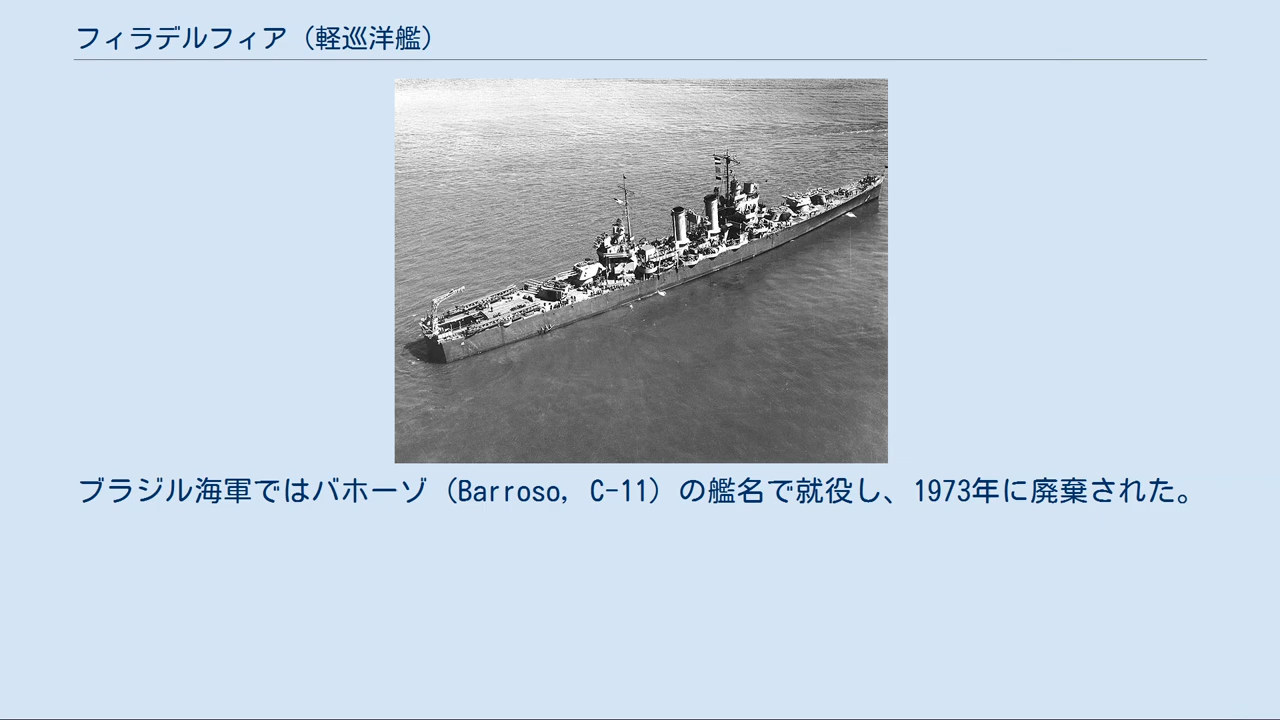 フィラデルフィア（軽巡洋艦）
ブラジル海軍ではバホーゾ（Barroso, C-11）の艦名で就役し、1973年に廃棄された。